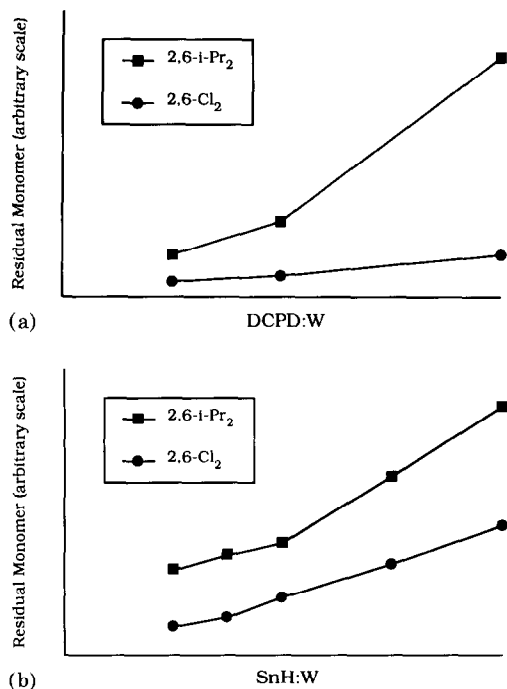 Residual Monomer (arbitrary scale)
2,6-i-Pr₂
2,6-Cl₂
(a)
DCPD:W
Residual Monomer (arbitrary scale)
2,6-i-Pr₂
2,6-Cl₂
(b)
SnH:W